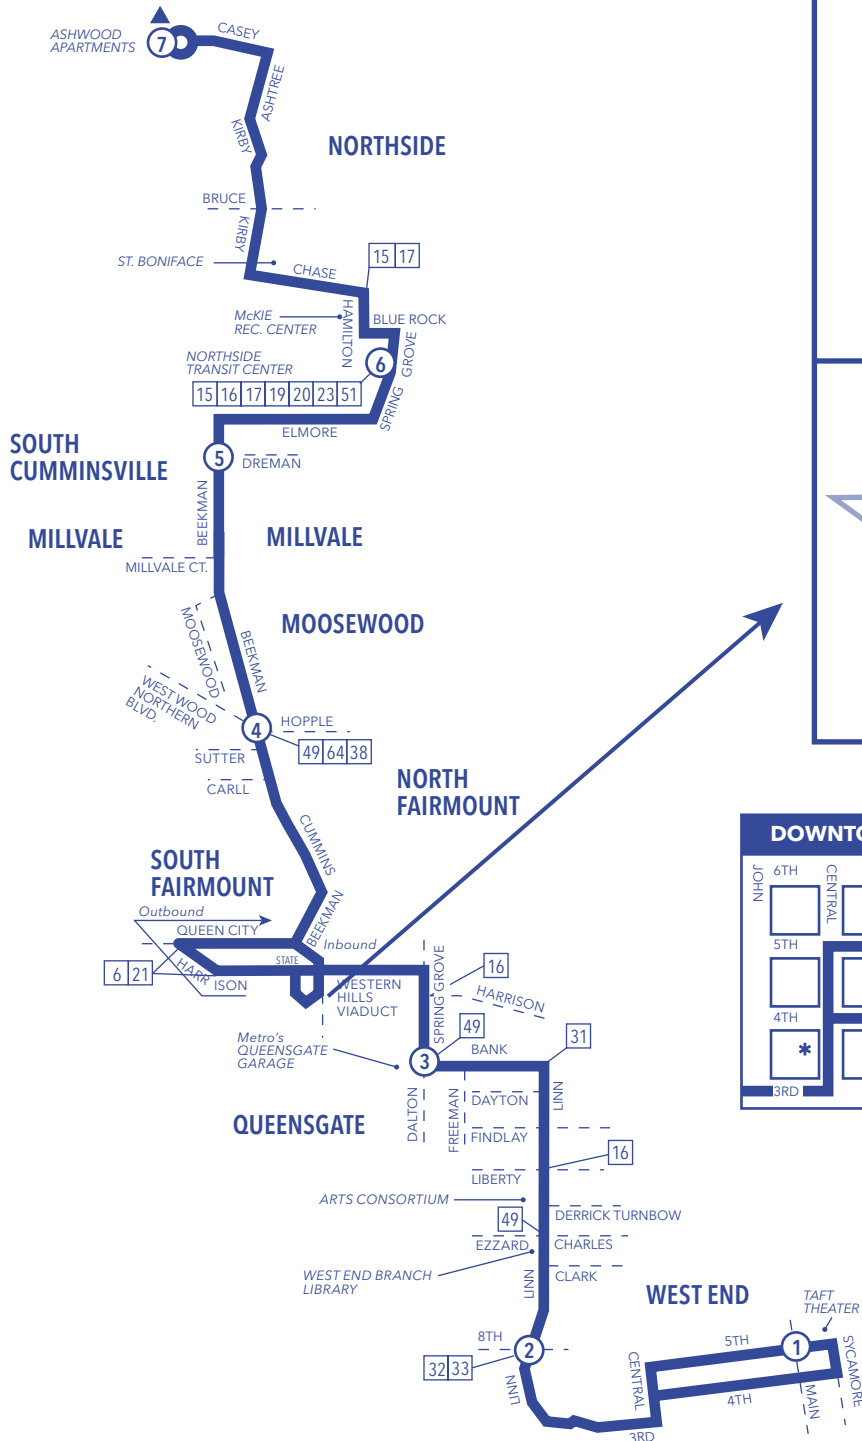 ASHWOOD
APARTMENTS
7
CASEY
ASHTREE
KIRBY
NORTHSIDE
BRUCE
KIRBY
ST. BONIFACE
CHASE
15 17
McKIE
REC. CENTER
HAMILTON
BLUE ROCK
NORTHSIDE
TRANSIT CENTER
6
SPRING GROVE
15 16 17 19 20 23 51
ELMORE
SOUTH
CUMMINSVILLE
5
DREMAN
BEEKMAN
MILLVALE
MILLVALE
MILLVALE CT.
MOOSEWOOD
MOOSEWOOD
BEEKMAN
WESTWOOD
NORTHERN
BLVD.
4
HOPPLE
SUTTER
49 64 38
CARLL
NORTH
FAIRMOUNT
CUMMINS
SOUTH
FAIRMOUNT
Outbound
QUEEN CITY
BEEKMAN
Inbound
STATE
6 21
HARR
ISON
WESTERN
HILLS
VIADUCT
SPRING GROVE
16
HARRISON
49
Metro's
QUEENSGATE
GARAGE
3
BANK
31
DALTON
FREEMAN
DAYTON
LINN
FINDLAY
QUEENSGATE
16
LIBERTY
ARTS CONSORTIUM
49
DERRICK TURNBOW
EZZARD
CHARLES
WEST END BRANCH
LIBRARY
LINN
CLARK
WEST END
8TH
2
32 33
LINN
TAFT
THEATER
5TH
1
CENTRAL
4TH
MAIN
SYCAMORE
3RD
DOWNTO
JOHN
6TH
CENTRAL
5TH
4TH
*
3RD